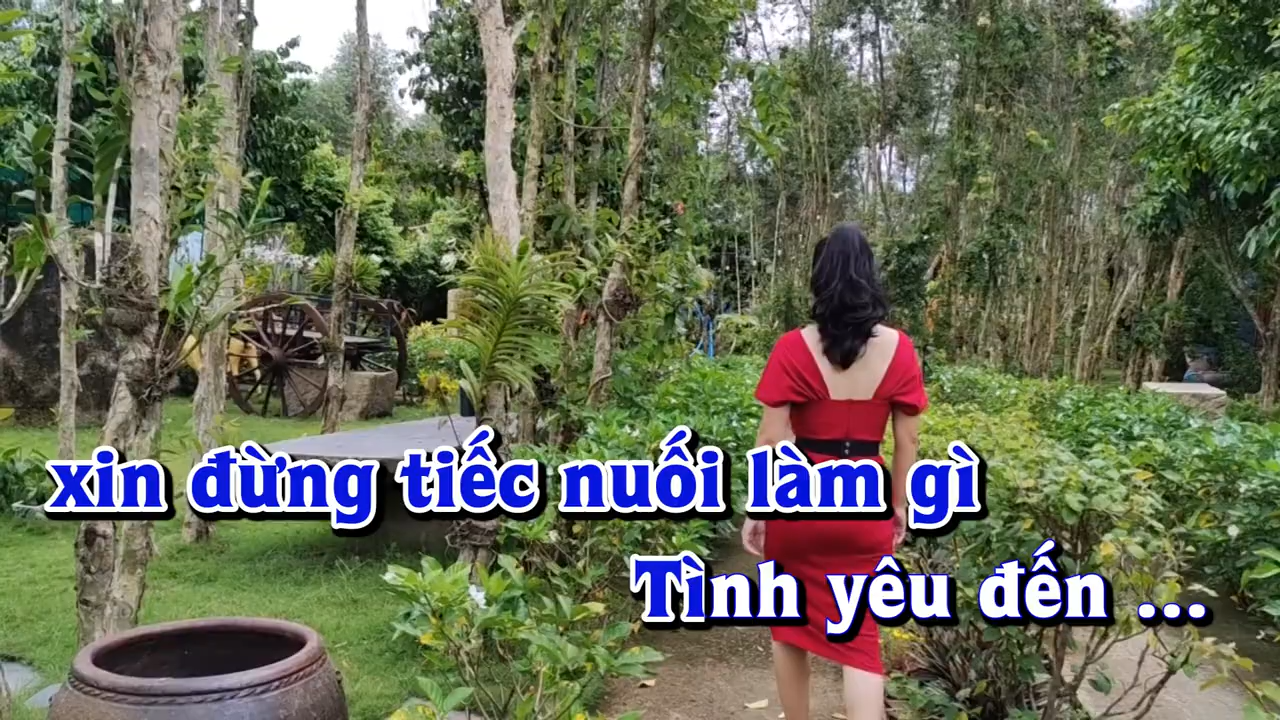 xin đừng tiếc nuối làm gì
Tình yêu đến ...